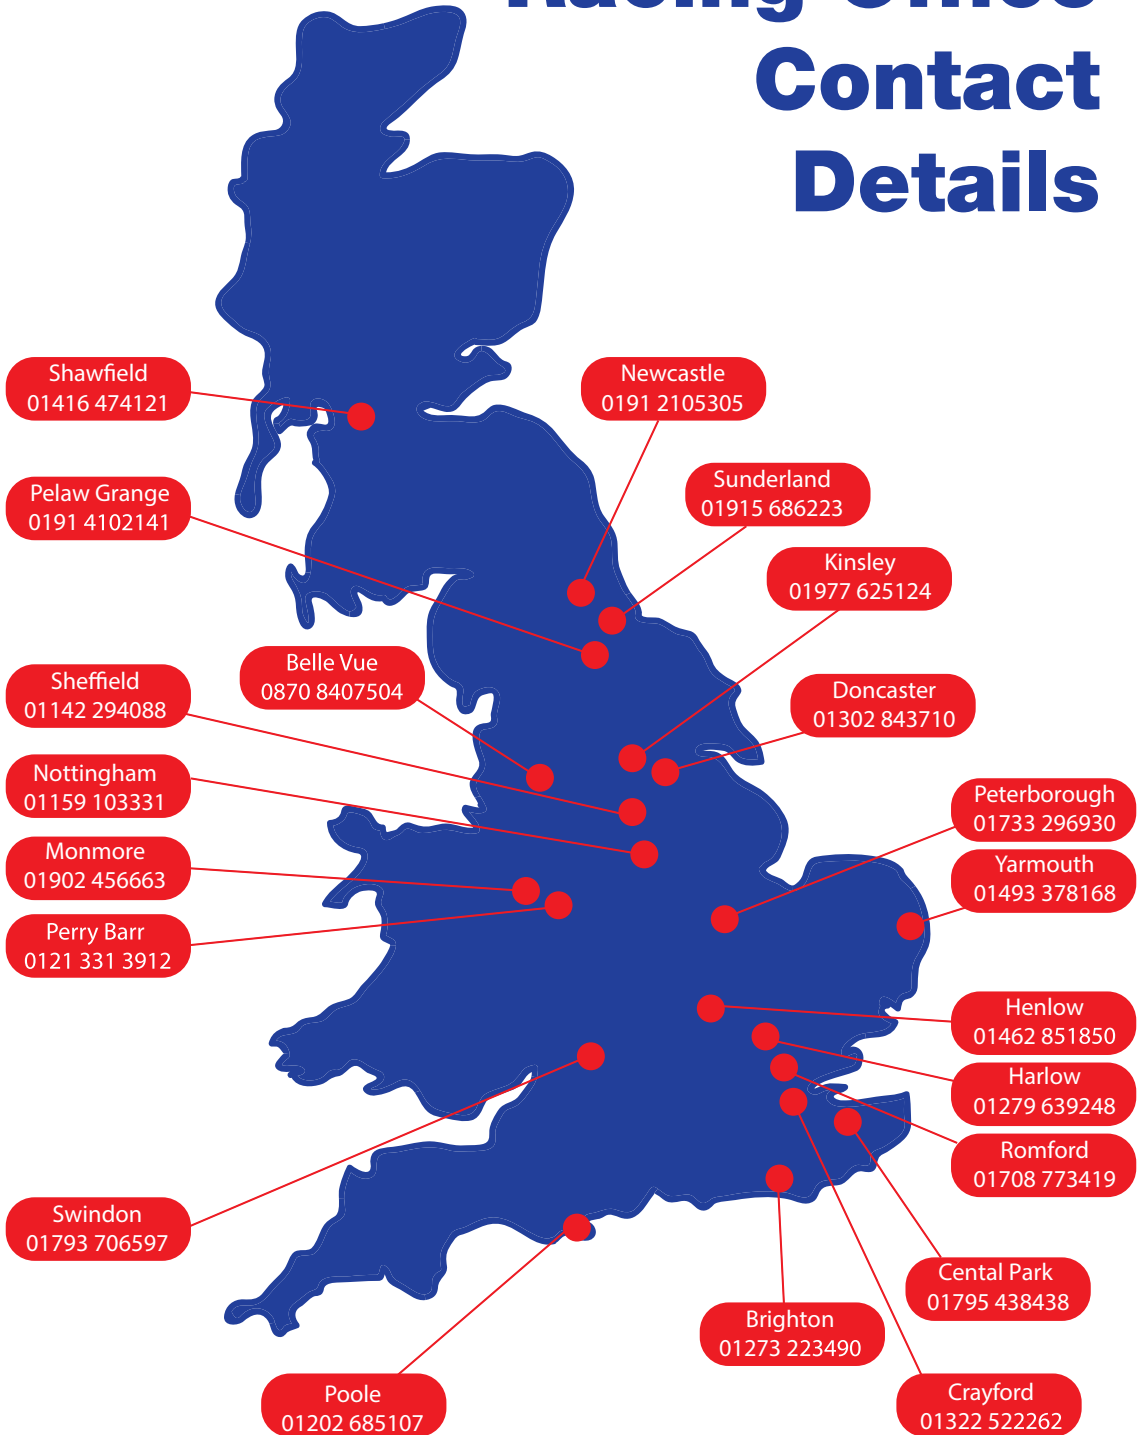 Racing Office
Contact
Details
Shawfield
01416 474121
Newcastle
0191 2105305
Pelaw Grange
0191 4102141
Sunderland
01915 686223
Kinsley
01977 625124
Belle Vue
0870 8407504
Sheffield
01142 294088
Doncaster
01302 843710
Nottingham
01159 103331
Peterborough
01733 296930
Monmore
01902 456663
Yarmouth
01493 378168
Perry Barr
0121 331 3912
Henlow
01462 851850
Harlow
01279 639248
Romford
01708 773419
Swindon
01793 706597
Cental Park
01795 438438
Brighton
01273 223490
Poole
01202 685107
Crayford
01322 522262